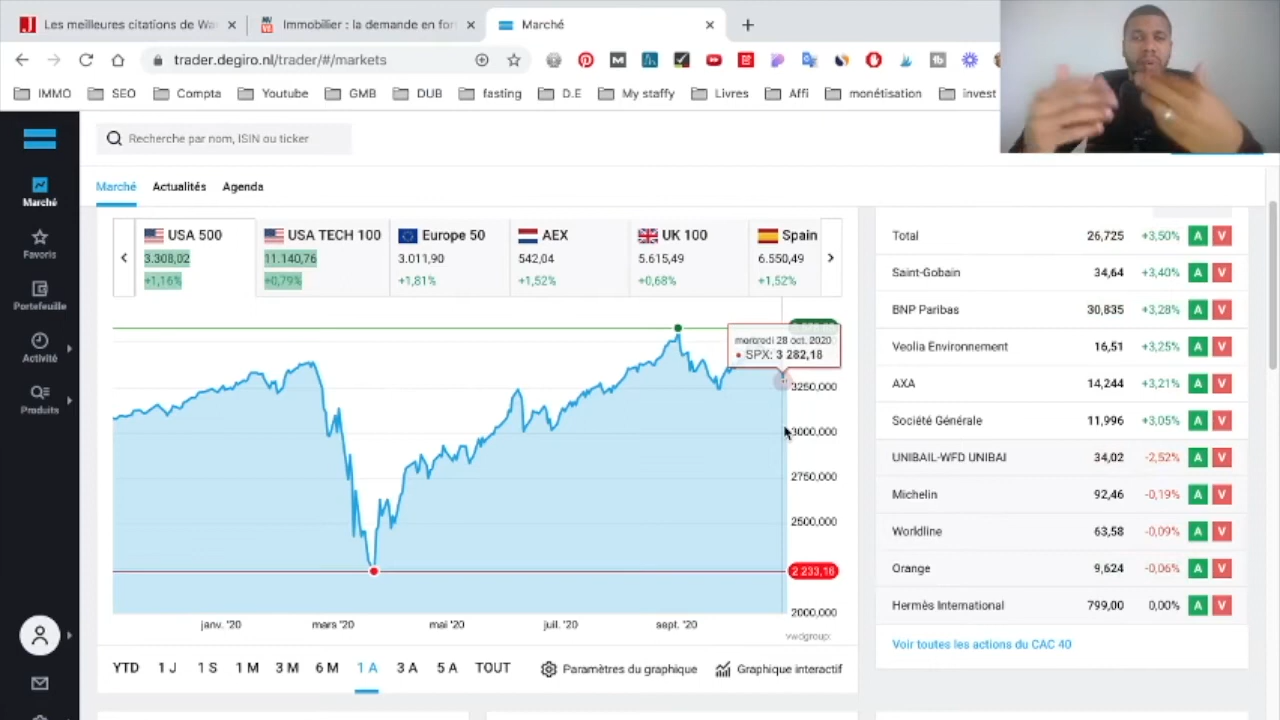 Les meilleures citations de Wa
Immobilier : la demande en for
Marché
trader.degiro.nl/trader/#/markets
IMMO
SEO
Compta
Youtube
GMB
DUB
fasting
D.E
My staffy
Livres
Affi
monétisation
invest
Recherche par nom, ISIN ou ticker
Marché
Actualités
Agenda
Marché
Favoris
Portefeuille
Activité
Produits
USA 500
3.308,02
+1,16%
USA TECH 100
11.140,76
+0,79%
Europe 50
3.011,90
+1,81%
AEX
542,04
+1,52%
UK 100
5.615,49
+0,68%
Spain
6.550,49
+1,52%
mercredi 28 oct. 2020
SPX: 3 282,18
3250,000
3000,000
2750,000
2500,000
2 233,16
2000,000
janv. '20
mars '20
mai '20
juil. '20
sept. '20
vwdgroup:
YTD
1 J
1 S
1 M
3 M
6 M
1 A
3 A
5 A
TOUT
Paramètres du graphique
Graphique interactif
Total 26,725 +3,50% A V
Saint-Gobain 34,64 +3,40% A V
BNP Paribas 30,835 +3,28% A V
Veolia Environnement 16,51 +3,25% A V
AXA 14,244 +3,21% A V
Société Générale 11,996 +3,05% A V
UNIBAIL-WFD UNIBAI 34,02 -2,52% A V
Michelin 92,46 -0,19% A V
Worldline 63,58 -0,09% A V
Orange 9,624 -0,06% A V
Hermès International 799,00 0,00% A V
Voir toutes les actions du CAC 40